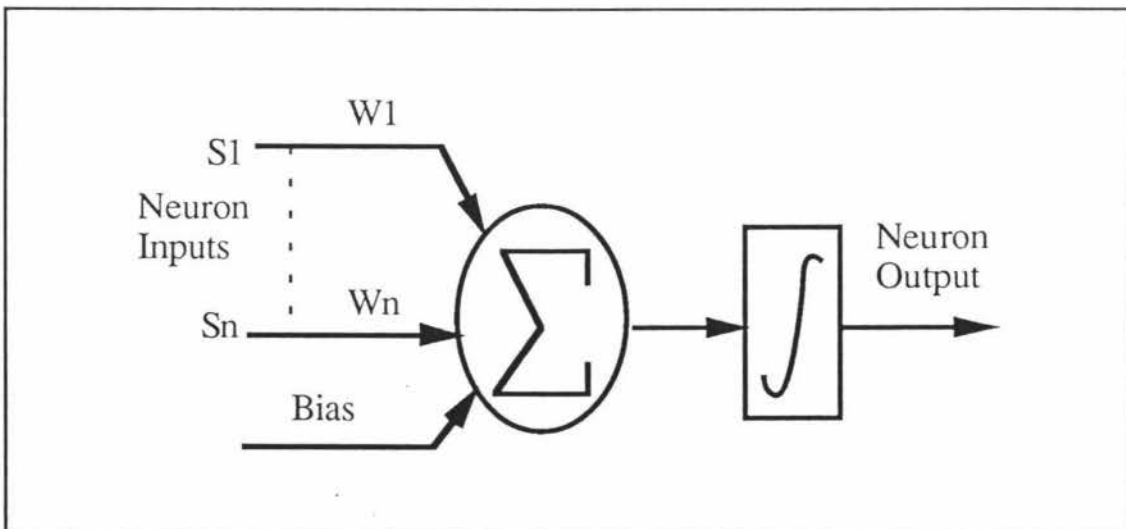 W1
S1
Neuron
Inputs
Wn
Sn
Bias
Σ
∫
Neuron
Output